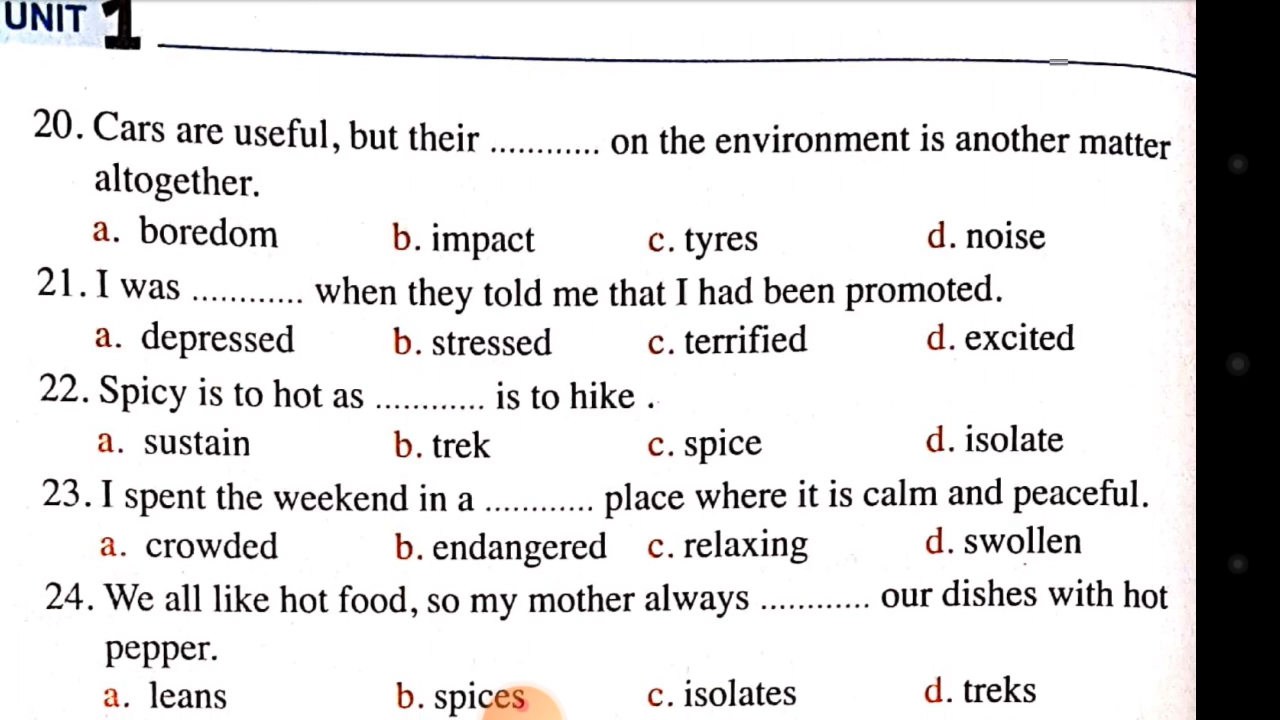 UNIT 1
20. Cars are useful, but their ............ on the environment is another matter
altogether.
a. boredom b. impact c. tyres d. noise
21. I was ............ when they told me that I had been promoted.
a. depressed b. stressed c. terrified d. excited
22. Spicy is to hot as ............ is to hike .
a. sustain b. trek c. spice d. isolate
23. I spent the weekend in a ............ place where it is calm and peaceful.
a. crowded b. endangered c. relaxing d. swollen
24. We all like hot food, so my mother always ............ our dishes with hot
pepper.
a. leans b. spices c. isolates d. treks